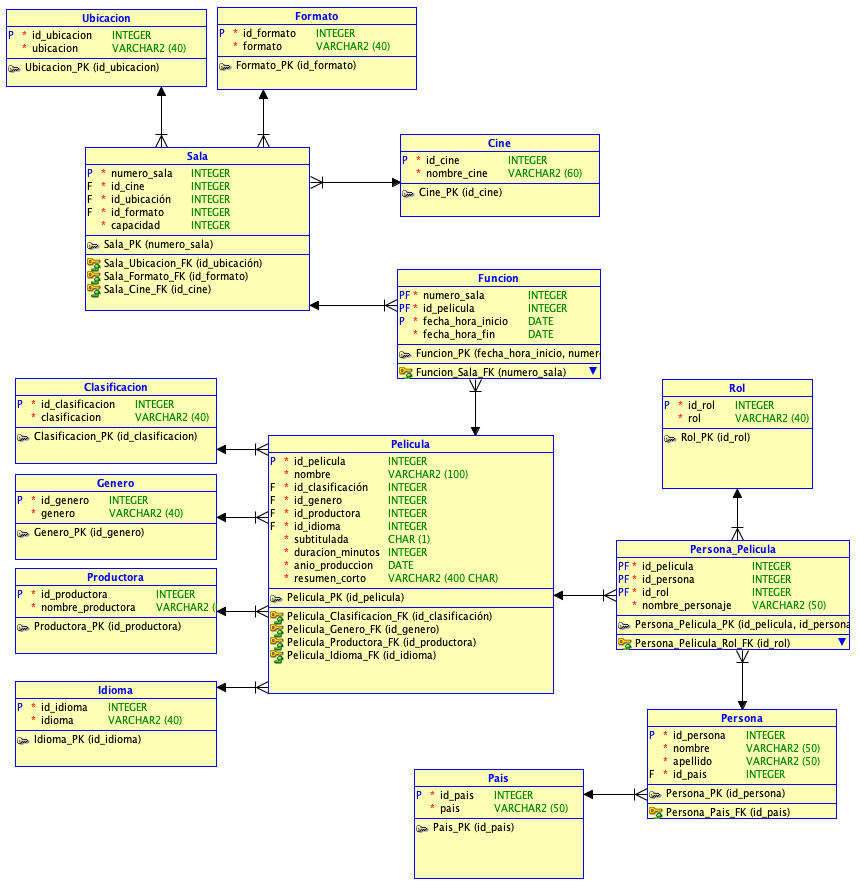 Ubicacion
P * id_ubicacion INTEGER
* ubicacion VARCHAR2 (40)
Ubicacion_PK (id_ubicacion)
Formato
P * id_formato INTEGER
* formato VARCHAR2 (40)
Formato_PK (id_formato)
Sala
P * numero_sala INTEGER
F * id_cine INTEGER
F * id_ubicación INTEGER
F * id_formato INTEGER
* capacidad INTEGER
Sala_PK (numero_sala)
Sala_Ubicacion_FK (id_ubicación)
Sala_Formato_FK (id_formato)
Sala_Cine_FK (id_cine)
Cine
P * id_cine INTEGER
* nombre_cine VARCHAR2 (60)
Cine_PK (id_cine)
Funcion
PF * numero_sala INTEGER
PF * id_pelicula INTEGER
P * fecha_hora_inicio DATE
* fecha_hora_fin DATE
Funcion_PK (fecha_hora_inicio, numer
Funcion_Sala_FK (numero_sala)
Clasificacion
P * id_clasificacion INTEGER
* clasificacion VARCHAR2 (40)
Clasificacion_PK (id_clasificacion)
Genero
P * id_genero INTEGER
* genero VARCHAR2 (40)
Genero_PK (id_genero)
Productora
P * id_productora INTEGER
* nombre_productora VARCHAR2 (
Productora_PK (id_productora)
Idioma
P * id_idioma INTEGER
* idioma VARCHAR2 (40)
Idioma_PK (id_idioma)
Pelicula
P * id_pelicula INTEGER
* nombre VARCHAR2 (100)
F * id_clasificación INTEGER
F * id_genero INTEGER
F * id_productora INTEGER
F * id_idioma INTEGER
* subtitulada CHAR (1)
* duracion_minutos INTEGER
* anio_produccion DATE
* resumen_corto VARCHAR2 (400 CHAR)
Pelicula_PK (id_pelicula)
Pelicula_Clasificacion_FK (id_clasificación)
Pelicula_Genero_FK (id_genero)
Pelicula_Productora_FK (id_productora)
Pelicula_Idioma_FK (id_idioma)
Rol
P * id_rol INTEGER
* rol VARCHAR2 (40)
Rol_PK (id_rol)
Persona_Pelicula
PF * id_pelicula INTEGER
PF * id_persona INTEGER
PF * id_rol INTEGER
* nombre_personaje VARCHAR2 (50)
Persona_Pelicula_PK (id_pelicula, id_persona
Persona_Pelicula_Rol_FK (id_rol)
Persona
P * id_persona INTEGER
* nombre VARCHAR2 (50)
* apellido VARCHAR2 (50)
F * id_pais INTEGER
Persona_PK (id_persona)
Persona_Pais_FK (id_pais)
Pais
P * id_pais INTEGER
* pais VARCHAR2 (50)
Pais_PK (id_pais)